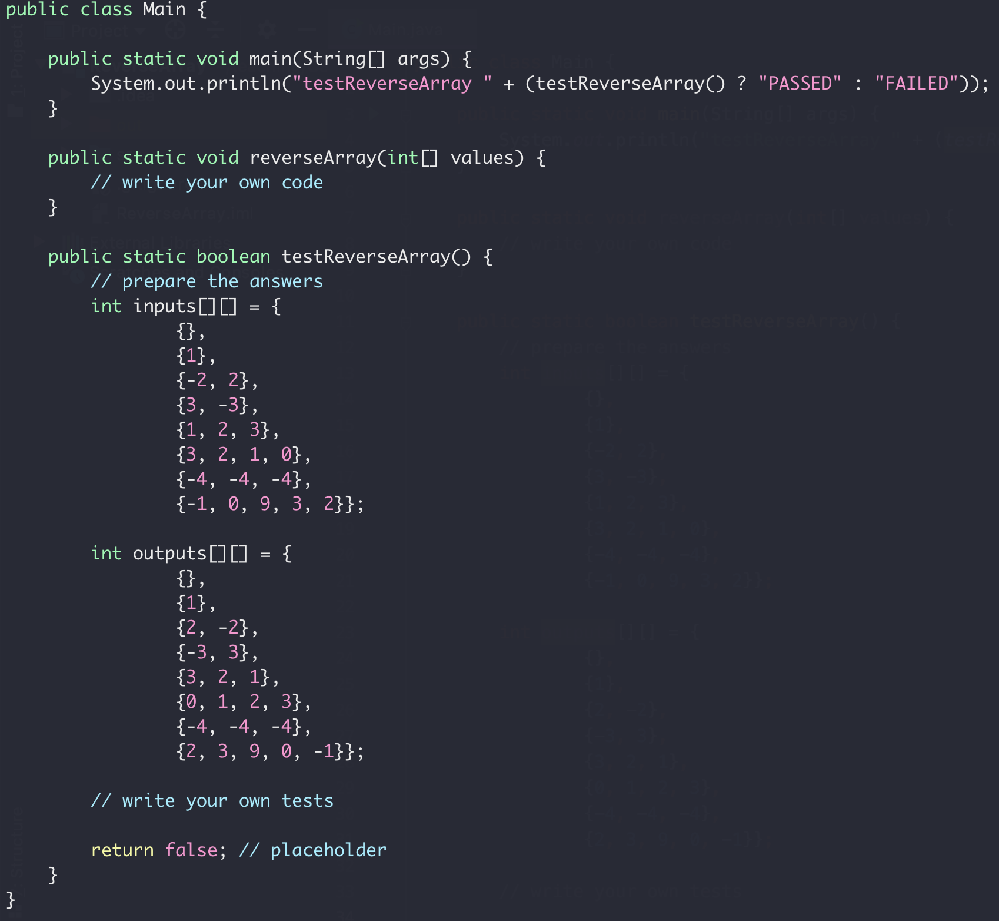 public class Main {
public static void main(String[] args) {
System.out.println("testReverseArray " + (testReverseArray() ? "PASSED" : "FAILED"));
}
public static void reverseArray(int[] values) {
// write your own code
}
public static boolean testReverseArray() {
// prepare the answers
int inputs[][] = {
{},
{1},
{-2, 2},
{3, -3},
{1, 2, 3},
{3, 2, 1, 0},
{-4, -4, -4},
{-1, 0, 9, 3, 2}};
int outputs[][] = {
{},
{1},
{2, -2},
{-3, 3},
{3, 2, 1},
{0, 1, 2, 3},
{-4, -4, -4},
{2, 3, 9, 0, -1}};
// write your own tests
return false; // placeholder
}
}